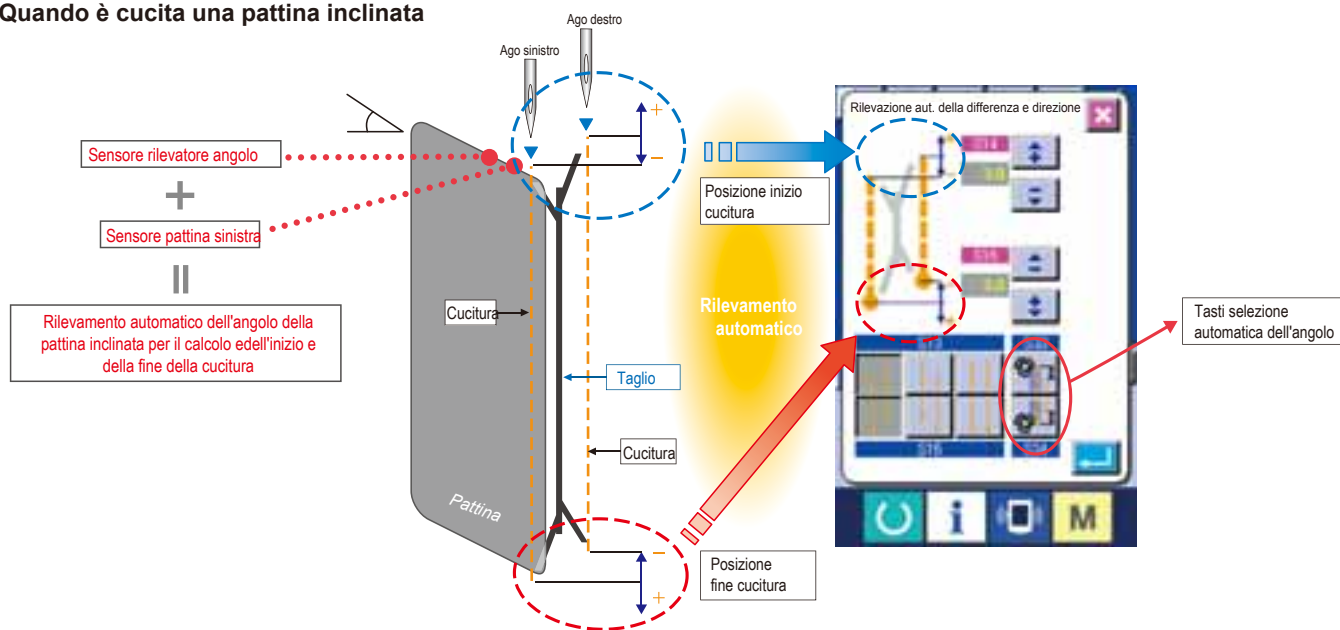 Quando è cucita una pattina inclinata
Ago destro
Ago sinistro
Sensore rilevatore angolo
+
Sensore pattina sinistra
=
Rilevamento automatico dell'angolo della
pattina inclinata per il calcolo edell'inizio e
della fine della cucitura
+
−
Cucitura
Taglio
Cucitura
Pattina
−
+
Posizione inizio
cucitura
Rilevamento
automatico
Posizione
fine cucitura
Rilevazione aut. della differenza e direzione
S14
Tasti selezione
automatica dell'angolo
i
M